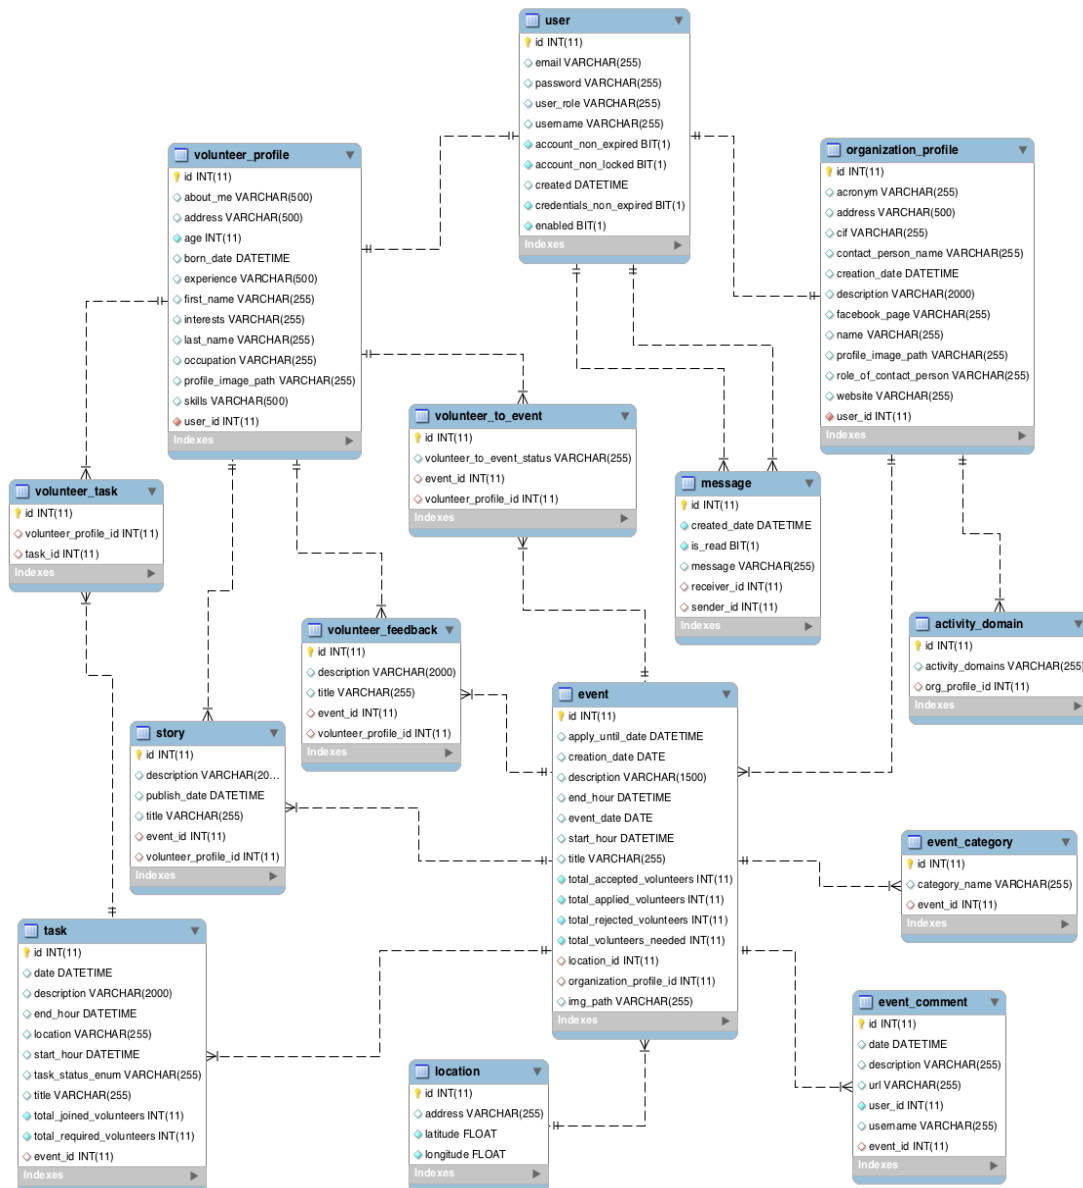 user
id INT(11)
email VARCHAR(255)
password VARCHAR(255)
user_role VARCHAR(255)
username VARCHAR(255)
account_non_expired BIT(1)
account_non_locked BIT(1)
created DATETIME
credentials_non_expired BIT(1)
enabled BIT(1)
Indexes
volunteer_profile
id INT(11)
about_me VARCHAR(500)
address VARCHAR(500)
age INT(11)
born_date DATETIME
experience VARCHAR(500)
first_name VARCHAR(255)
interests VARCHAR(255)
last_name VARCHAR(255)
occupation VARCHAR(255)
profile_image_path VARCHAR(255)
skills VARCHAR(500)
user_id INT(11)
Indexes
organization_profile
id INT(11)
acronym VARCHAR(255)
address VARCHAR(500)
cif VARCHAR(255)
contact_person_name VARCHAR(255)
creation_date DATETIME
description VARCHAR(2000)
facebook_page VARCHAR(255)
name VARCHAR(255)
profile_image_path VARCHAR(255)
role_of_contact_person VARCHAR(255)
website VARCHAR(255)
user_id INT(11)
Indexes
volunteer_to_event
id INT(11)
volunteer_to_event_status VARCHAR(255)
event_id INT(11)
volunteer_profile_id INT(11)
Indexes
message
id INT(11)
created_date DATETIME
is_read BIT(1)
message VARCHAR(255)
receiver_id INT(11)
sender_id INT(11)
Indexes
volunteer_task
id INT(11)
volunteer_profile_id INT(11)
task_id INT(11)
Indexes
volunteer_feedback
id INT(11)
description VARCHAR(2000)
title VARCHAR(255)
event_id INT(11)
volunteer_profile_id INT(11)
Indexes
activity_domain
id INT(11)
activity_domains VARCHAR(255)
org_profile_id INT(11)
Indexes
event
id INT(11)
apply_until_date DATETIME
creation_date DATE
description VARCHAR(1500)
end_hour DATETIME
event_date DATE
start_hour DATETIME
title VARCHAR(255)
total_accepted_volunteers INT(11)
total_applied_volunteers INT(11)
total_rejected_volunteers INT(11)
total_volunteers_needed INT(11)
location_id INT(11)
organization_profile_id INT(11)
img_path VARCHAR(255)
Indexes
story
id INT(11)
description VARCHAR(20...
publish_date DATETIME
title VARCHAR(255)
event_id INT(11)
volunteer_profile_id INT(11)
Indexes
event_category
id INT(11)
category_name VARCHAR(255)
event_id INT(11)
Indexes
task
id INT(11)
date DATETIME
description VARCHAR(2000)
end_hour DATETIME
location VARCHAR(255)
start_hour DATETIME
task_status_enum VARCHAR(255)
title VARCHAR(255)
total_joined_volunteers INT(11)
total_required_volunteers INT(11)
event_id INT(11)
Indexes
event_comment
id INT(11)
date DATETIME
description VARCHAR(255)
url VARCHAR(255)
user_id INT(11)
username VARCHAR(255)
event_id INT(11)
Indexes
location
id INT(11)
address VARCHAR(255)
latitude FLOAT
longitude FLOAT
Indexes